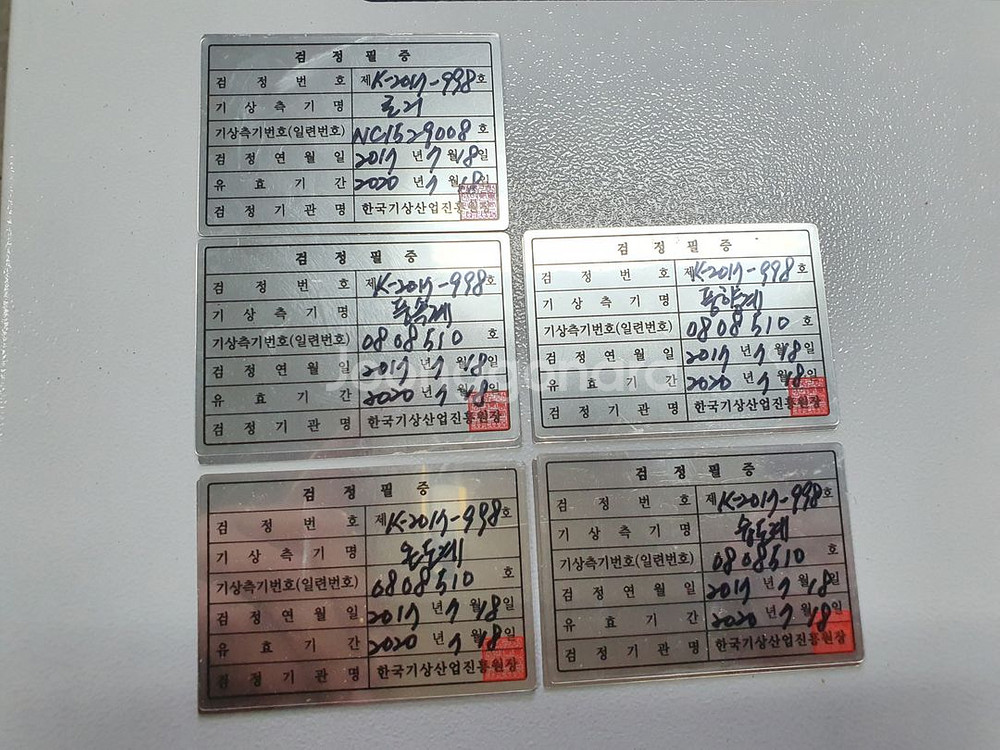 검 정 필 증
검 정 번 호 제K-2017-998호
기 상 측 기 명 로거
기상측기번호(일련번호) NC1529008 호
검 정 연 월 일 2017 년 7 월 18 일
유 효 기 간 2020 년 7 월 18 일
검 정 기 관 명 한국기상산업진흥원장
검 정 필 증
검 정 번 호 제K-2017-998호
기 상 측 기 명 풍속계
기상측기번호(일련번호) 0808510 호
검 정 연 월 일 2017 년 7 월 18 일
유 효 기 간 2020 년 7 월 18 일
검 정 기 관 명 한국기상산업진흥원장
검 정 필 증
검 정 번 호 제K-2017-998호
기 상 측 기 명 풍향계
기상측기번호(일련번호) 0808510 호
검 정 연 월 일 2017 년 7 월 18 일
유 효 기 간 2020 년 7 월 18 일
검 정 기 관 명 한국기상산업진흥원장
검 정 필 증
검 정 번 호 제K-2017-998호
기 상 측 기 명 온도계
기상측기번호(일련번호) 0808510 호
검 정 연 월 일 2017 년 7 월 18 일
유 효 기 간 2020 년 7 월 18 일
검 정 기 관 명 한국기상산업진흥원장
검 정 필 증
검 정 번 호 제K-2017-998호
기 상 측 기 명 습도계
기상측기번호(일련번호) 0808510 호
검 정 연 월 일 2017 년 7 월 18 일
유 효 기 간 2020 년 7 월 18 일
검 정 기 관 명 한국기상산업진흥원장